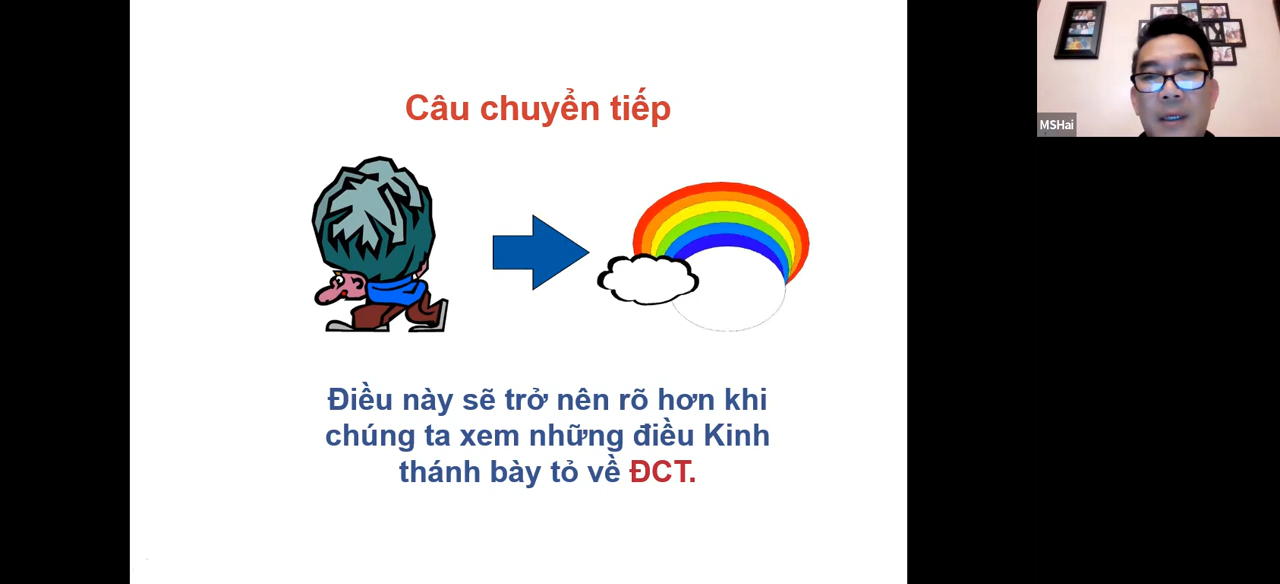 Câu chuyển tiếp
MSHai
Điều này sẽ trở nên rõ hơn khi
chúng ta xem những điều Kinh
thánh bày tỏ về ĐCT.